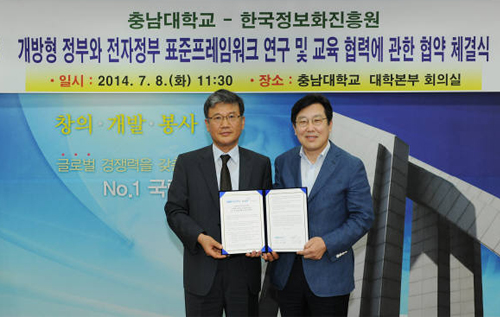 충남대학교 - 한국정보화진흥원
개방형 정부와 전자정부 표준프레임워크 연구 및 교육 협력에 관한 협약 체결식
· 일시 : 2014. 7. 8.(화) 11:30 · 장소 : 충남대학교 대학본부 회의실
창의·개발·봉사
글로벌 경쟁력을
No.1